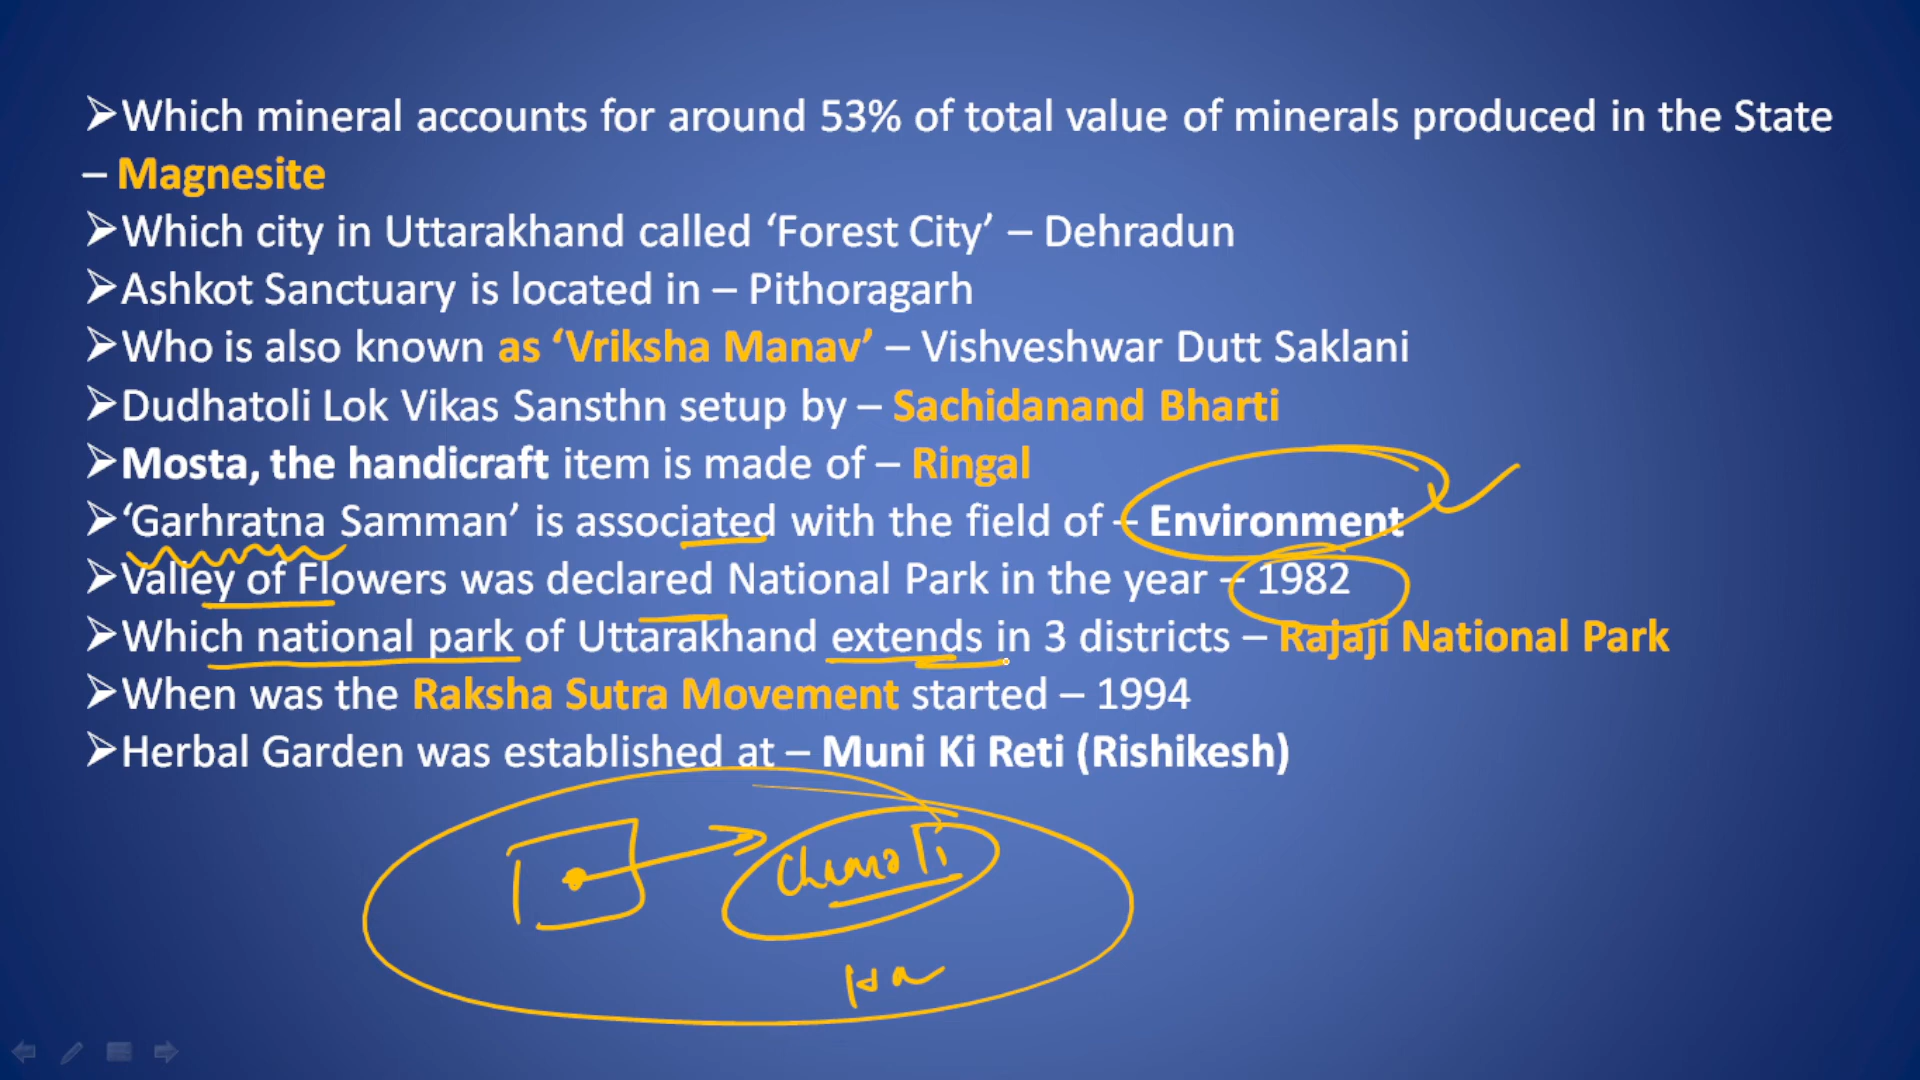 ➢Which mineral accounts for around 53% of total value of minerals produced in the State
– Magnesite
➢Which city in Uttarakhand called ‘Forest City’ – Dehradun
➢Ashkot Sanctuary is located in – Pithoragarh
➢Who is also known as ‘Vriksha Manav’ – Vishveshwar Dutt Saklani
➢Dudhatoli Lok Vikas Sansthn setup by – Sachidanand Bharti
➢Mosta, the handicraft item is made of – Ringal
➢‘Garhratna Samman’ is associated with the field of – Environment
➢Valley of Flowers was declared National Park in the year – 1982
➢Which national park of Uttarakhand extends in 3 districts – Rajaji National Park
➢When was the Raksha Sutra Movement started – 1994
➢Herbal Garden was established at – Muni Ki Reti (Rishikesh)